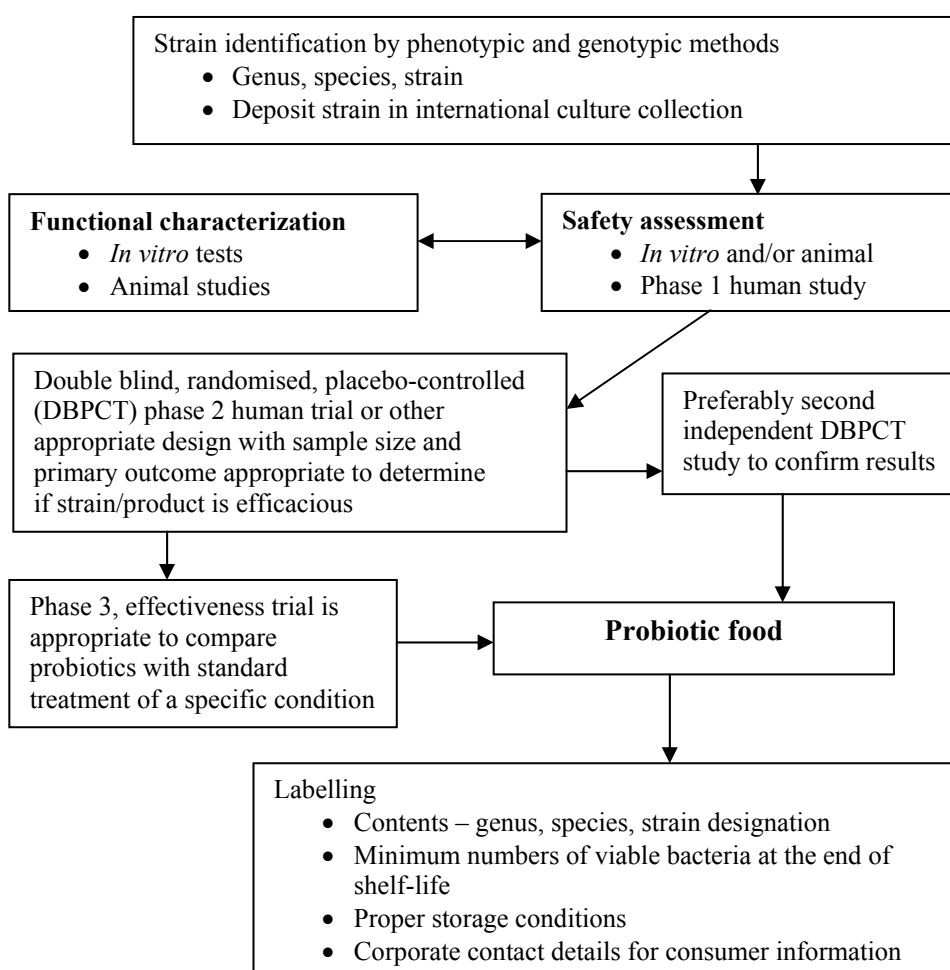 Strain identification by phenotypic and genotypic methods
• Genus, species, strain
• Deposit strain in international culture collection
Functional characterization
• In vitro tests
• Animal studies
Safety assessment
• In vitro and/or animal
• Phase 1 human study
Double blind, randomised, placebo-controlled
(DBPCT) phase 2 human trial or other
appropriate design with sample size and
primary outcome appropriate to determine
if strain/product is efficacious
Preferably second
independent DBPCT
study to confirm results
Phase 3, effectiveness trial is
appropriate to compare
probiotics with standard
treatment of a specific condition
Probiotic food
Labelling
• Contents – genus, species, strain designation
• Minimum numbers of viable bacteria at the end of
shelf-life
• Proper storage conditions
• Corporate contact details for consumer information